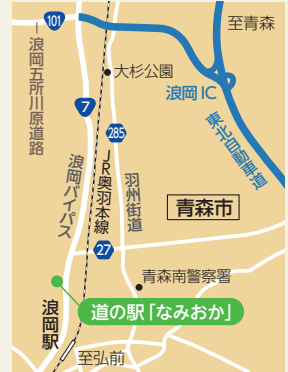 101
至青森
浪岡五所川原道路
大杉公園
浪岡IC
7
東北自動車道
285
浪岡バイパス
JR奥羽本線
羽州街道
青森市
27
青森南警察署
浪岡駅
道の駅「なみおか」
至弘前